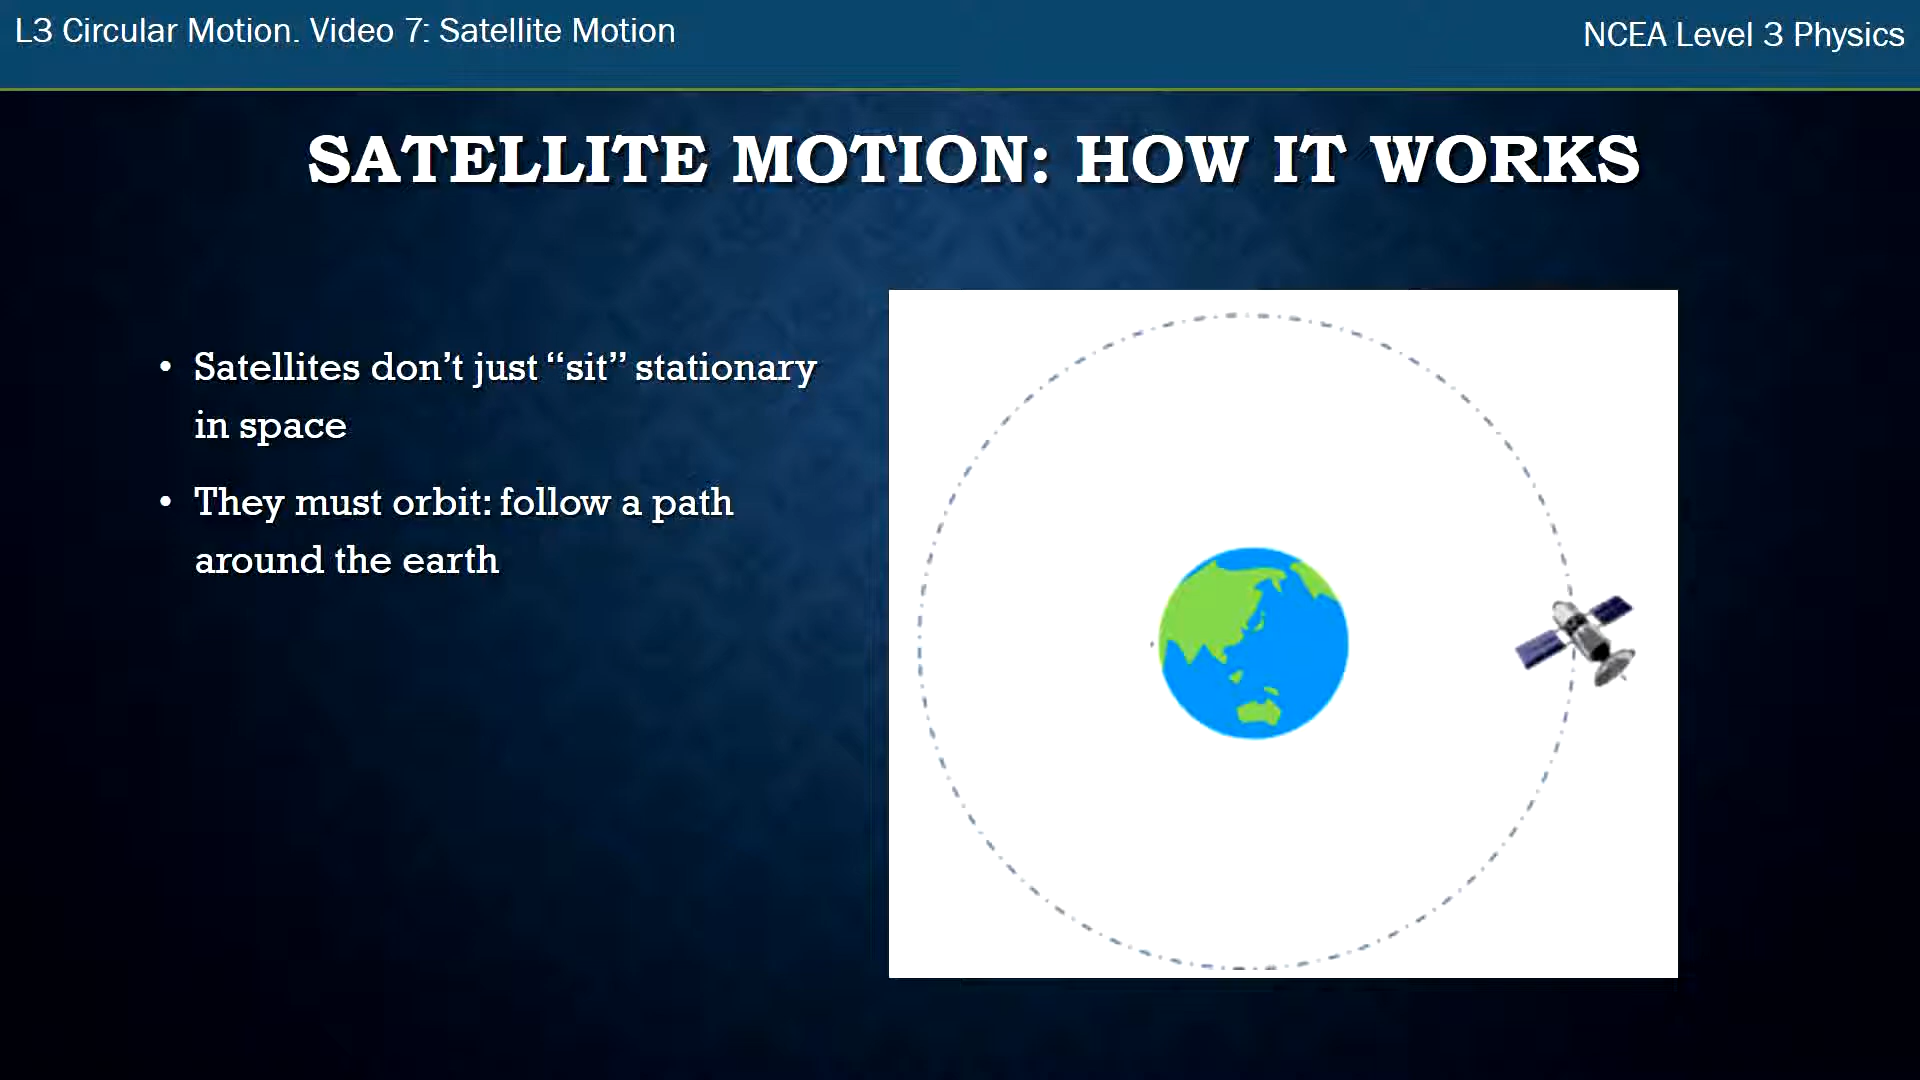 L3 Circular Motion. Video 7: Satellite Motion
NCEA Level 3 Physics
SATELLITE MOTION: HOW IT WORKS
• Satellites don’t just “sit” stationary
in space
• They must orbit: follow a path
around the earth